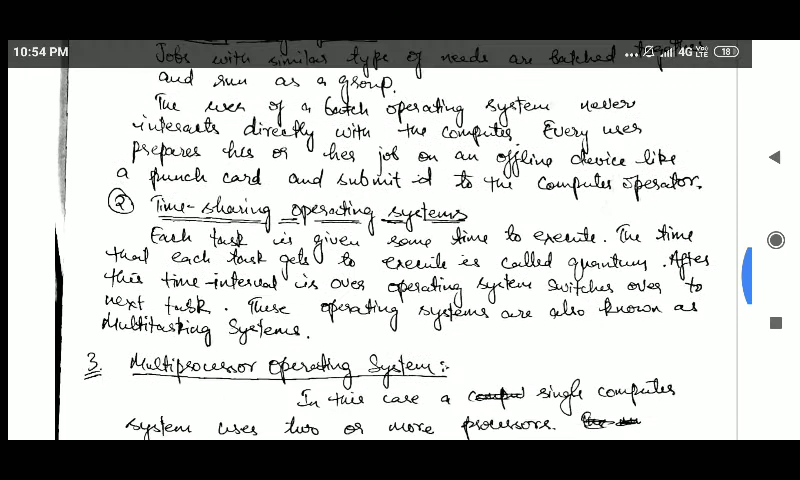 10:54 PM ... 4G Vo LTE 18
Jobs with similar type of needs are batched together
and run as a group.
The user of a batch operating system never
interacts directly with the computer. Every user
prepares his or her job on an offline device like
a punch card and submit it to the computer operator.
② Time-sharing operating systems
Each task is given some time to execute. The time
that each task gets to execute is called quantum. After
this time-interval is over operating system switches over to
next task. These operating systems are also known as
Multitasking Systems.
3. Multiprocessor Operating System:-
In this case a single computer
system uses two or more processors.